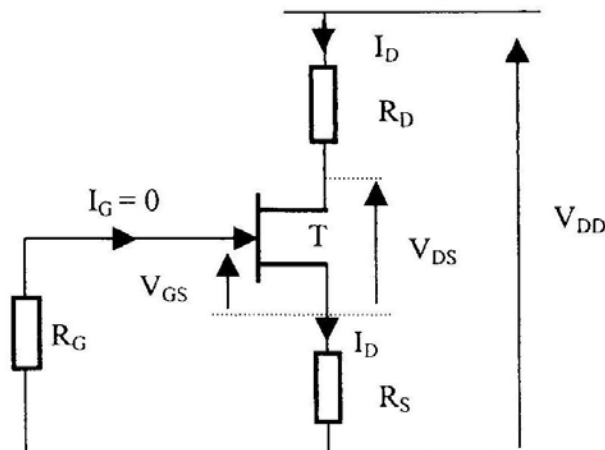 I_D
R_D
I_G = 0
T
V_DS
V_DD
V_GS
R_G
I_D
R_S